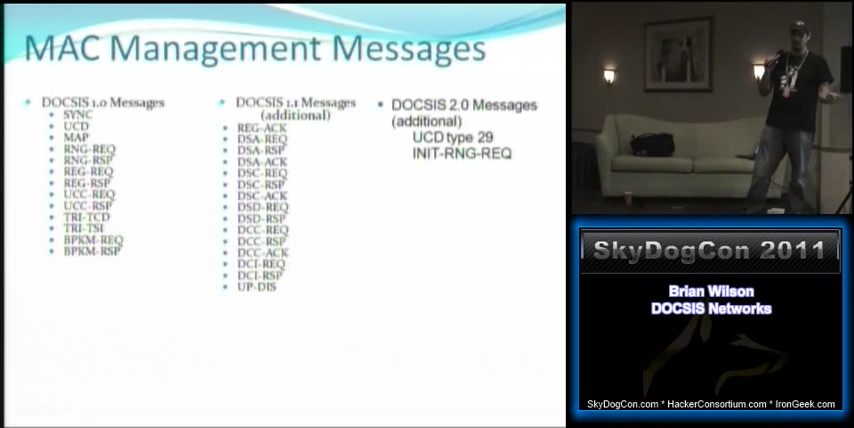 MAC Management Messages
DOCSIS 1.0 Messages
SYNC
UCD
MAP
RNG-REQ
RNG-RSP
REG-REQ
REG-RSP
UCC-REQ
UCC-RSP
TRI-TCD
TRI-TSI
BPKM-REQ
BPKM-RSP
DOCSIS 1.1 Messages
(additional)
REG-ACK
DSA-REQ
DSA-RSP
DSA-ACK
DSC-REQ
DSC-RSP
DSC-ACK
DSD-REQ
DSD-RSP
DCC-REQ
DCC-RSP
DCC-ACK
DCI-REQ
DCI-RSP
UP-DIS
DOCSIS 2.0 Messages
(additional)
UCD type 29
INIT-RNG-REQ
SkyDogCon 2011
Brian Wilson
DOCSIS Networks
SkyDogCon.com * HackerConsortium.com * IronGeek.com